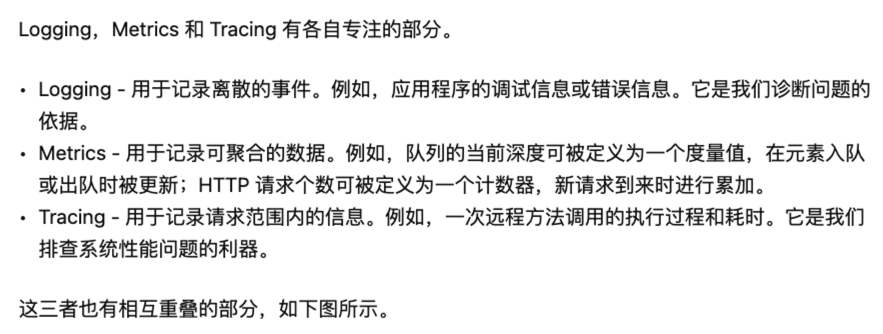 Logging，Metrics 和 Tracing 有各自专注的部分。
• Logging - 用于记录离散的事件。例如，应用程序的调试信息或错误信息。它是我们诊断问题的
依据。
• Metrics - 用于记录可聚合的数据。例如，队列的当前深度可被定义为一个度量值，在元素入队
或出队时被更新；HTTP 请求个数可被定义为一个计数器，新请求到来时进行累加。
• Tracing - 用于记录请求范围内的信息。例如，一次远程方法调用的执行过程和耗时。它是我们
排查系统性能问题的利器。
这三者也有相互重叠的部分，如下图所示。